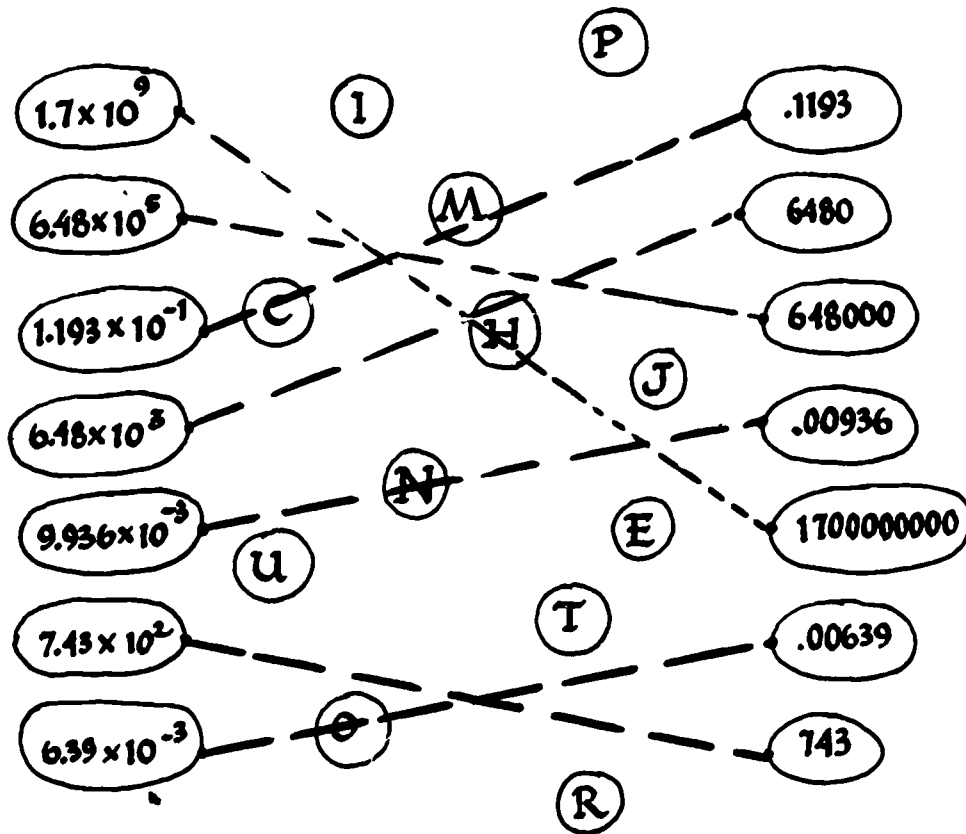 P
I
1.7 × 10⁹
.1193
M
6.48 × 10⁵
6480
C
1.193 × 10⁻¹
H
648000
J
6.48 × 10³
.00936
N
9.936 × 10⁻³
E
1700000000
U
T
7.43 × 10²
.00639
O
6.39 × 10⁻³
743
R